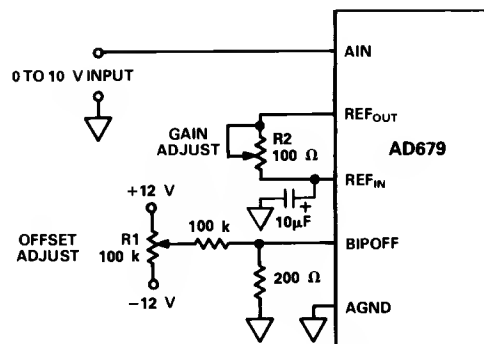 AIN
0 TO 10 V INPUT
REFOUT
GAIN
ADJUST
R2
100 Ω
AD679
REFIN
+
10μF
+12 V
100 k
OFFSET
ADJUST
R1
100 k
BIPOFF
200 Ω
−12 V
AGND